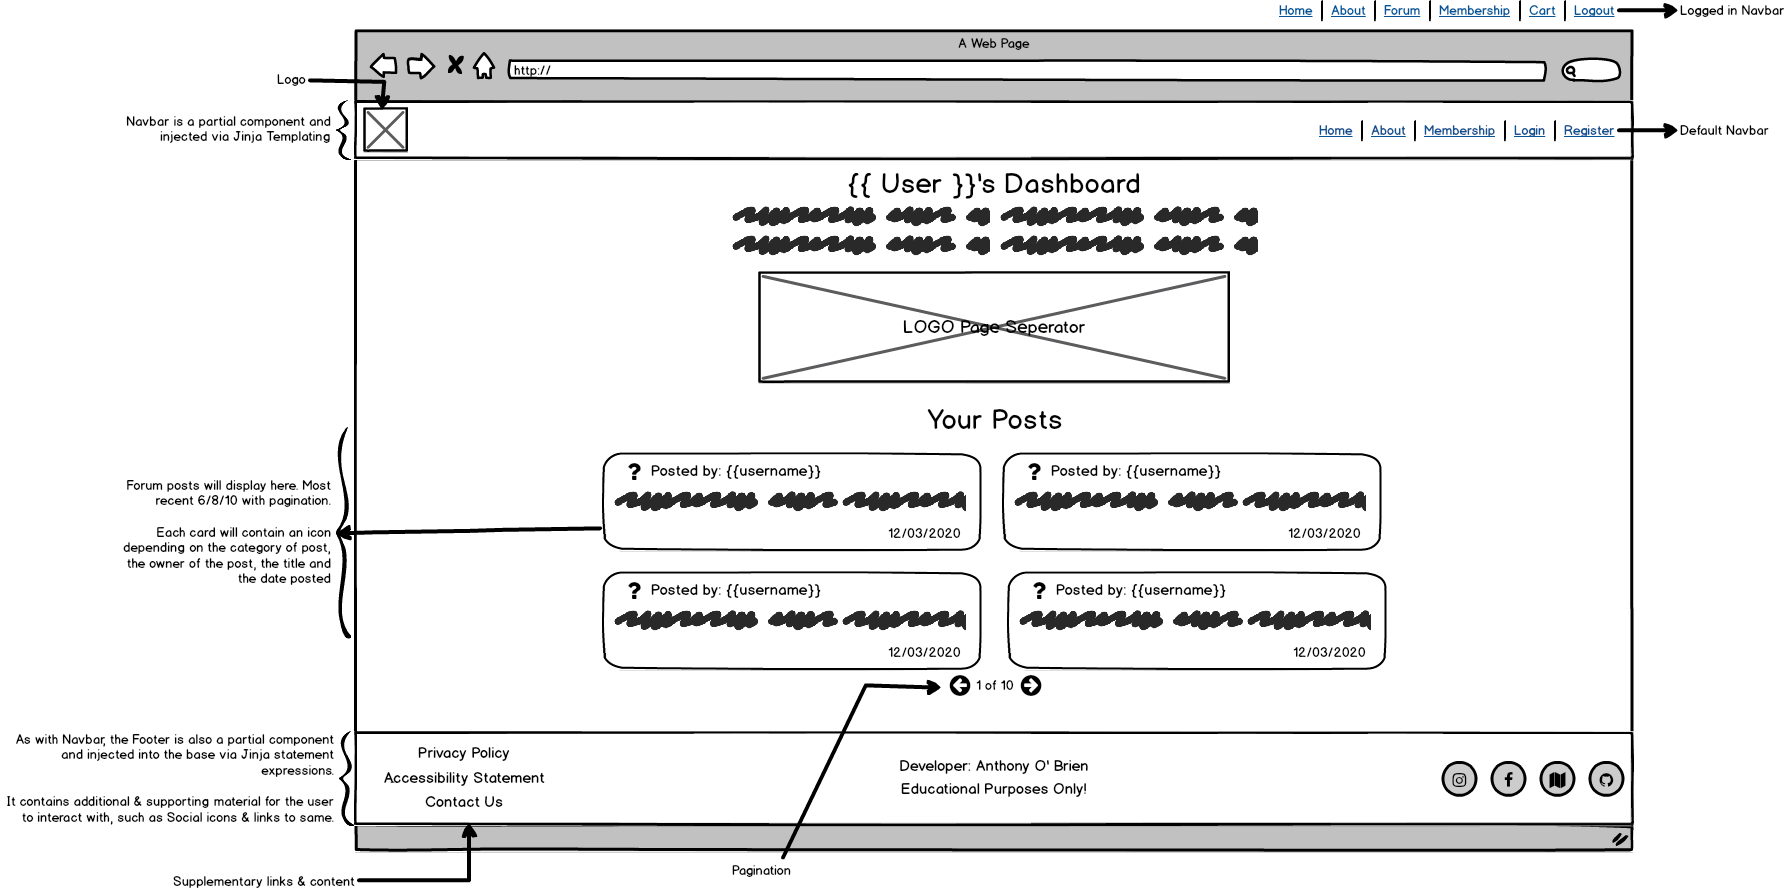 Home | About | Forum | Membership | Cart | Logout
Logged in Navbar
A Web Page
http://
Logo
Navbar is a partial component and
injected via Jinja Templating
Home | About | Membership | Login | Register
Default Navbar
{{ User }}'s Dashboard
LOGO Page Seperator
Your Posts
Forum posts will display here. Most
recent 6/8/10 with pagination.
Each card will contain an icon
depending on the category of post,
the owner of the post, the title and
the date posted
? Posted by: {{username}}
12/03/2020
? Posted by: {{username}}
12/03/2020
? Posted by: {{username}}
12/03/2020
? Posted by: {{username}}
12/03/2020
1 of 10
As with Navbar, the Footer is also a partial component
and injected into the base via Jinja statement
expressions.
It contains additional & supporting material for the user
to interact with, such as Social icons & links to same.
Privacy Policy
Accessibility Statement
Contact Us
Developer: Anthony O' Brien
Educational Purposes Only!
Pagination
Supplementary links & content